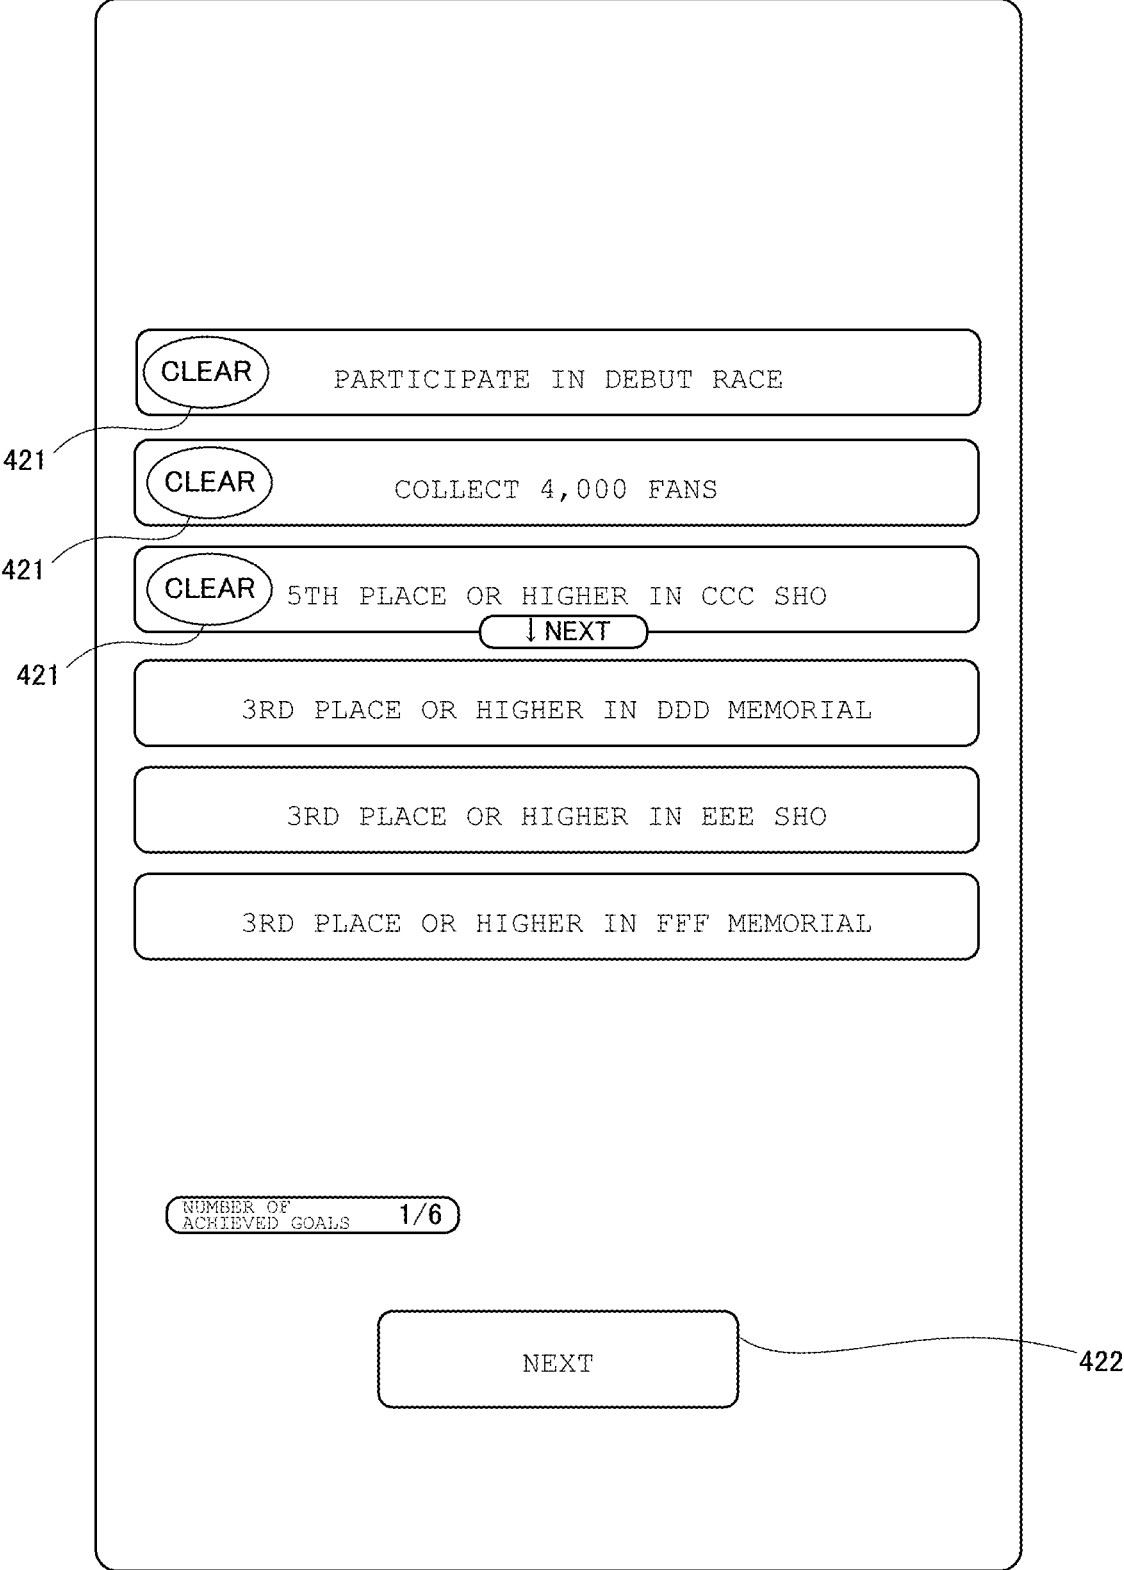 CLEAR PARTICIPATE IN DEBUT RACE
421
CLEAR COLLECT 4,000 FANS
421
CLEAR 5TH PLACE OR HIGHER IN CCC SHO
↓NEXT
421
3RD PLACE OR HIGHER IN DDD MEMORIAL
3RD PLACE OR HIGHER IN EEE SHO
3RD PLACE OR HIGHER IN FFF MEMORIAL
NUMBER OF
ACHIEVED GOALS 1/6
NEXT
422